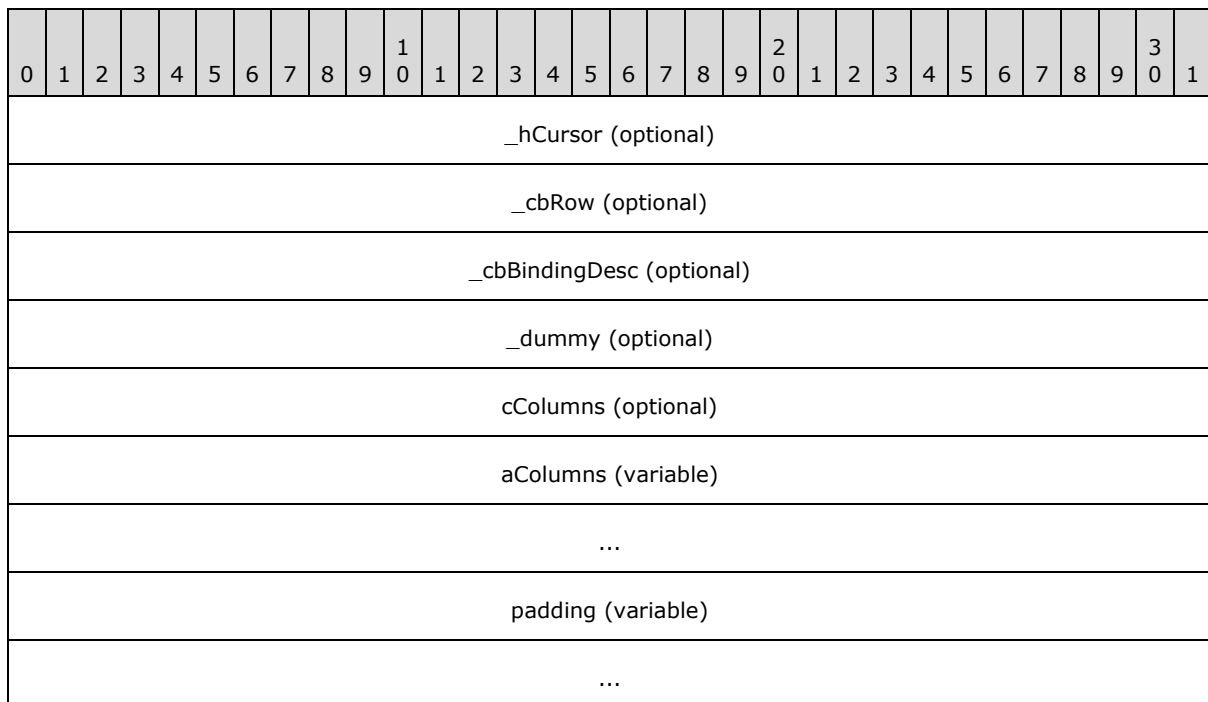 1 2 3
0 1 2 3 4 5 6 7 8 9 0 1 2 3 4 5 6 7 8 9 0 1 2 3 4 5 6 7 8 9 0 1
_hCursor (optional)
_cbRow (optional)
_cbBindingDesc (optional)
_dummy (optional)
cColumns (optional)
aColumns (variable)
...
padding (variable)
...